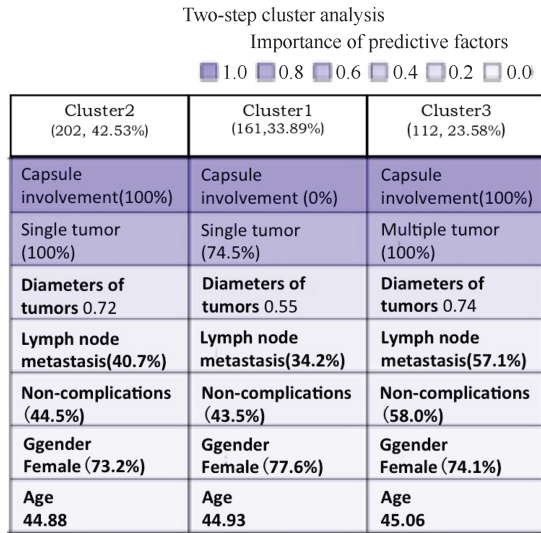 Two-step cluster analysis
Importance of predictive factors
1.0 0.8 0.6 0.4 0.2 0.0
Cluster2 Cluster1 Cluster3
(202, 42.53%) (161,33.89%) (112, 23.58%)
Capsule Capsule Capsule
involvement(100%) involvement (0%) involvement(100%)
Single tumor Single tumor Multiple tumor
(100%) (74.5%) (100%)
Diameters of Diameters of Diameters of
tumors 0.72 tumors 0.55 tumors 0.74
Lymph node Lymph node Lymph node
metastasis(40.7%) metastasis(34.2%) metastasis(57.1%)
Non-complications Non-complications Non-complications
(44.5%) (43.5%) (58.0%)
Ggender Ggender Ggender
Female (73.2%) Female (77.6%) Female (74.1%)
Age Age Age
44.88 44.93 45.06